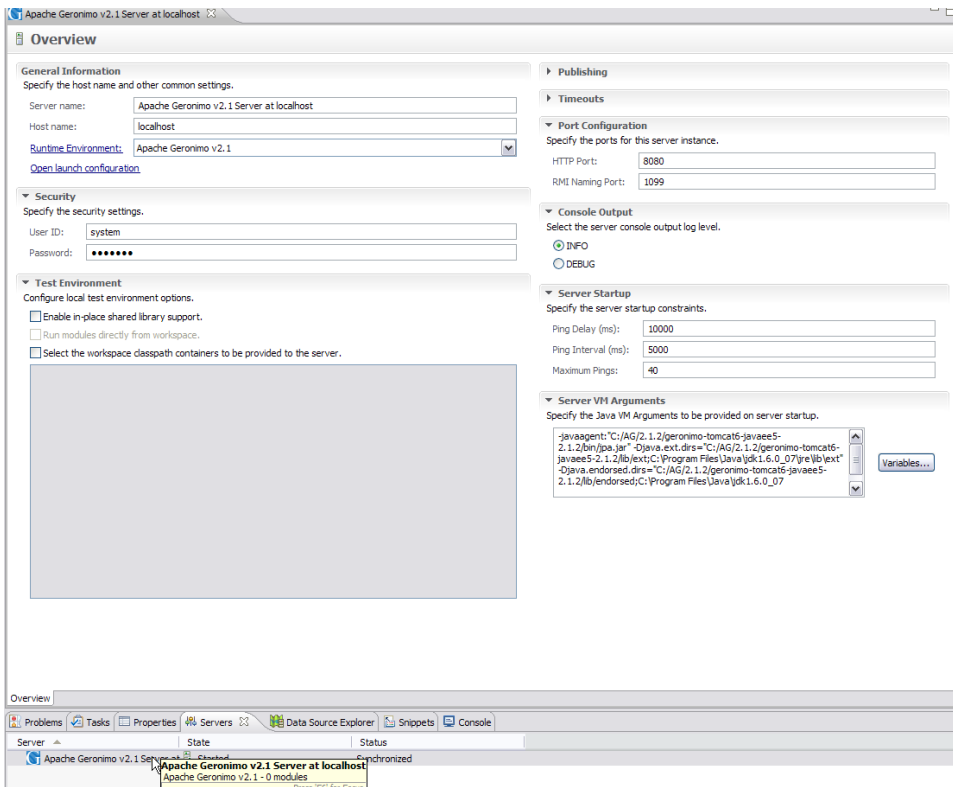 Apache Geronimo v2.1 Server at localhost
Overview
General Information
Specify the host name and other common settings.
Server name: Apache Geronimo v2.1 Server at localhost
Host name: localhost
Runtime Environment: Apache Geronimo v2.1
Open launch configuration
Security
Specify the security settings.
User ID: system
Password: •••••••
Test Environment
Configure local test environment options.
Enable in-place shared library support.
Run modules directly from workspace.
Select the workspace classpath containers to be provided to the server.
Publishing
Timeouts
Port Configuration
Specify the ports for this server instance.
HTTP Port: 8080
RMI Naming Port: 1099
Console Output
Select the server console output log level.
INFO
DEBUG
Server Startup
Specify the server startup constraints.
Ping Delay (ms): 10000
Ping Interval (ms): 5000
Maximum Pings: 40
Server VM Arguments
Specify the Java VM Arguments to be provided on server startup.
-javaagent:"C:/AG/2.1.2/geronimo-tomcat6-javaee5-
2.1.2/bin/jpa.jar" -Djava.ext.dirs="C:/AG/2.1.2/geronimo-tomcat6-
javaee5-2.1.2/lib/ext;C:\Program Files\Java\jdk1.6.0_07\jre\lib\ext"
-Djava.endorsed.dirs="C:/AG/2.1.2/geronimo-tomcat6-javaee5-
2.1.2/lib/endorsed;C:\Program Files\Java\jdk1.6.0_07
Variables...
Overview
Problems Tasks Properties Servers Data Source Explorer Snippets Console
Server State Status
Apache Geronimo v2.1 Server at Started Synchronized
Apache Geronimo v2.1 Server at localhost
Apache Geronimo v2.1 - 0 modules